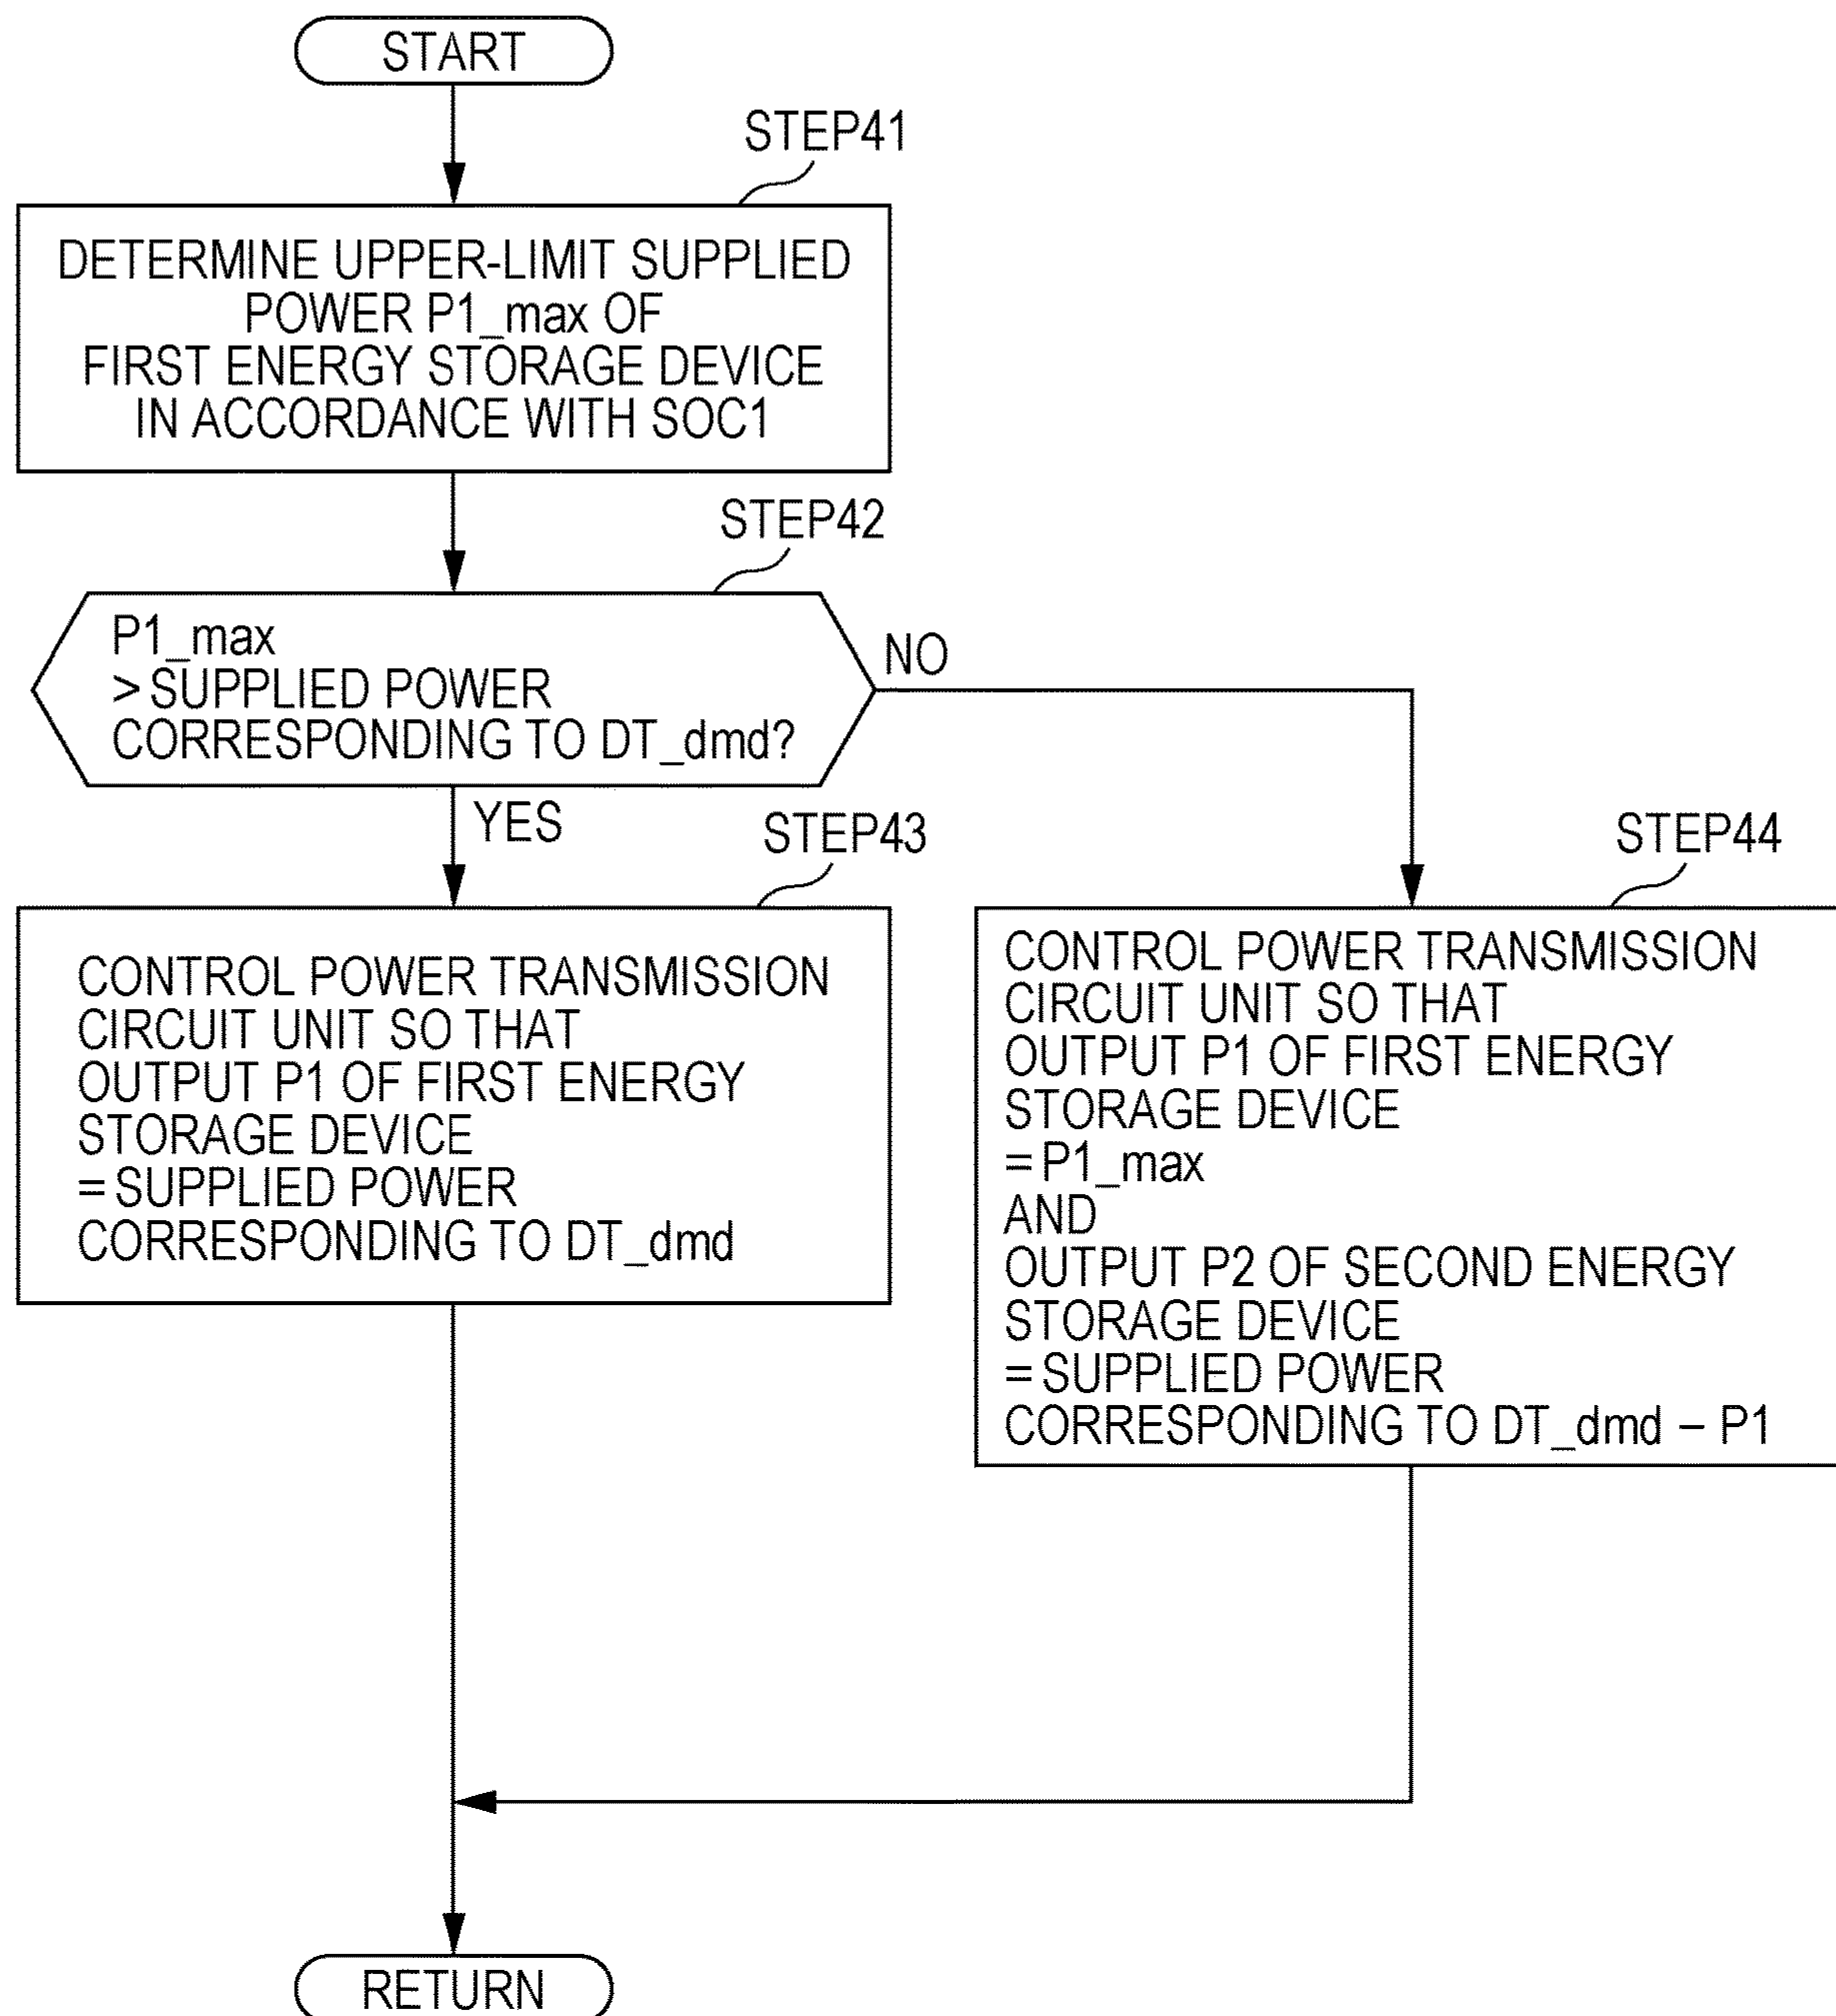 START
STEP41
DETERMINE UPPER-LIMIT SUPPLIED
POWER P1_max OF
FIRST ENERGY STORAGE DEVICE
IN ACCORDANCE WITH SOC1
STEP42
P1_max
> SUPPLIED POWER
CORRESPONDING TO DT_dmd?
NO
YES
STEP43
CONTROL POWER TRANSMISSION
CIRCUIT UNIT SO THAT
OUTPUT P1 OF FIRST ENERGY
STORAGE DEVICE
= SUPPLIED POWER
CORRESPONDING TO DT_dmd
STEP44
CONTROL POWER TRANSMISSION
CIRCUIT UNIT SO THAT
OUTPUT P1 OF FIRST ENERGY
STORAGE DEVICE
= P1_max
AND
OUTPUT P2 OF SECOND ENERGY
STORAGE DEVICE
= SUPPLIED POWER
CORRESPONDING TO DT_dmd – P1
RETURN